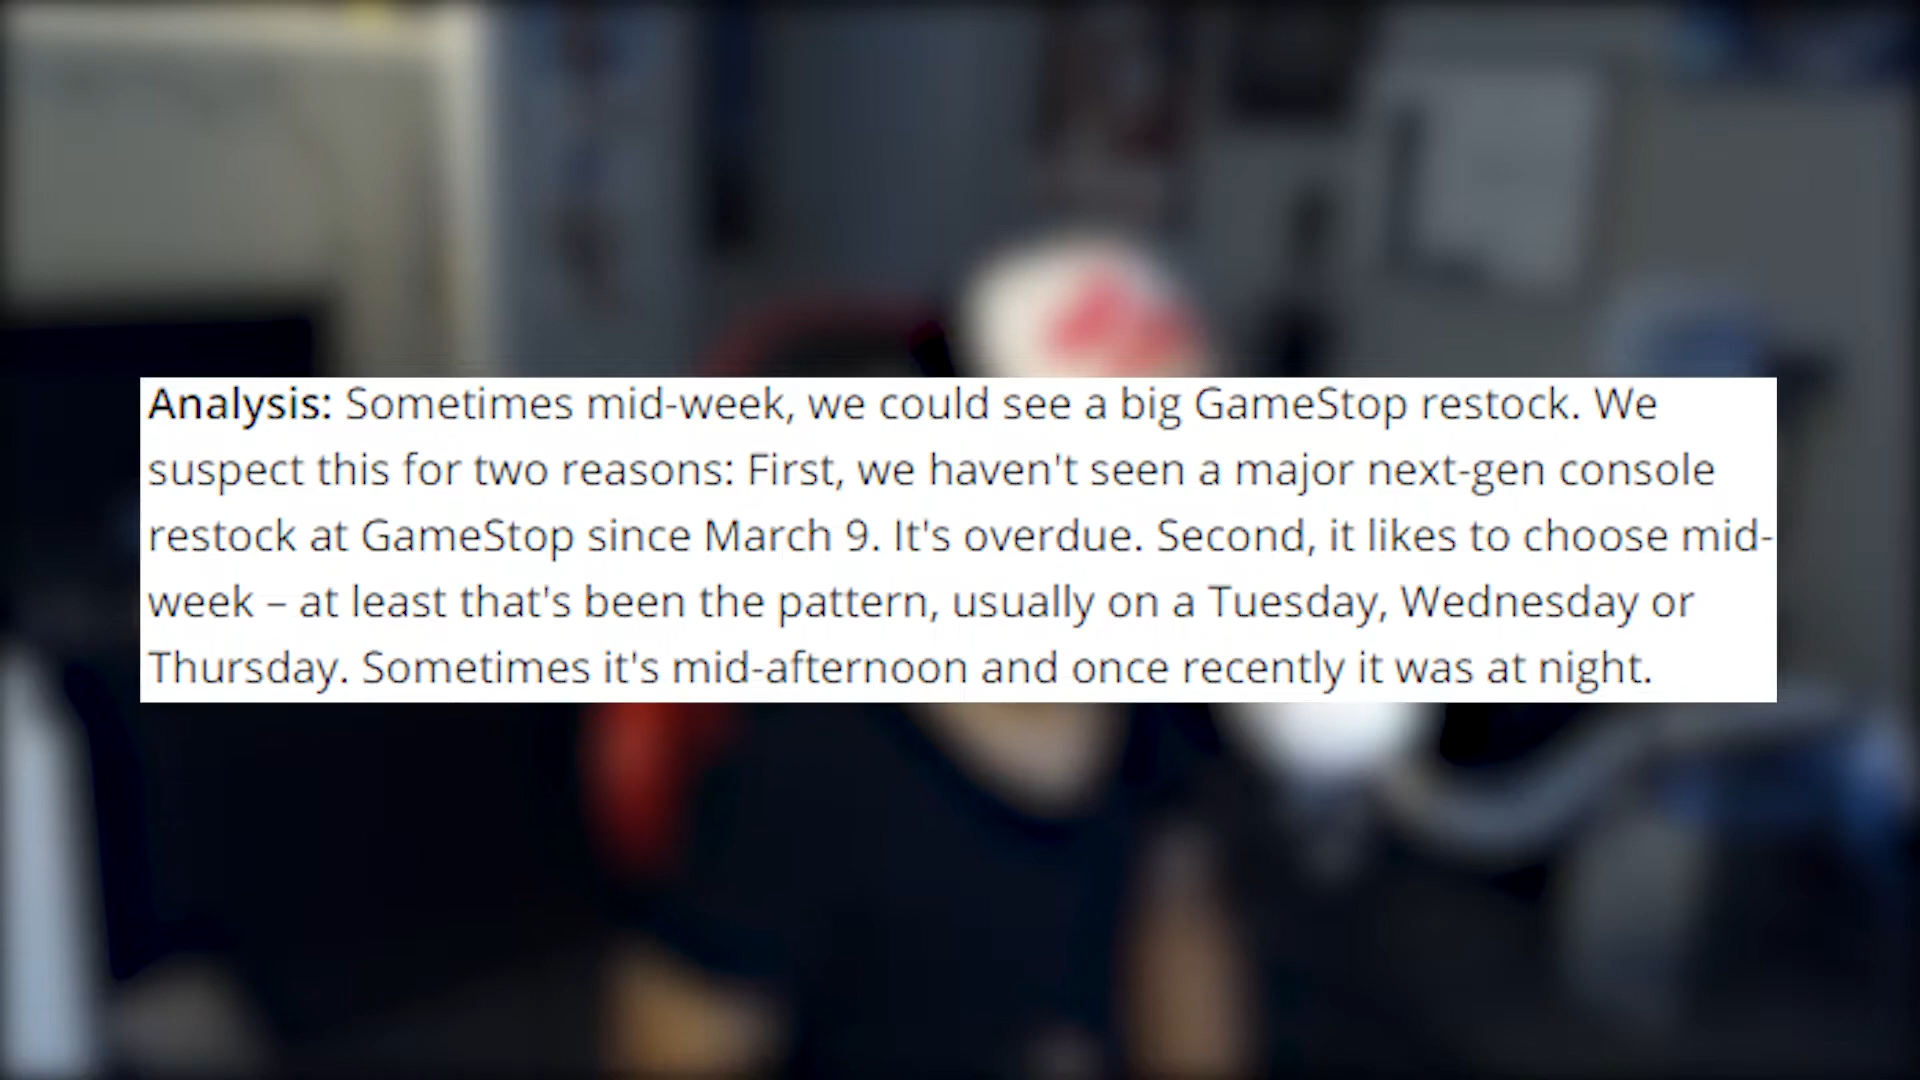 Analysis: Sometimes mid-week, we could see a big GameStop restock. We
suspect this for two reasons: First, we haven't seen a major next-gen console
restock at GameStop since March 9. It's overdue. Second, it likes to choose mid-
week – at least that's been the pattern, usually on a Tuesday, Wednesday or
Thursday. Sometimes it's mid-afternoon and once recently it was at night.